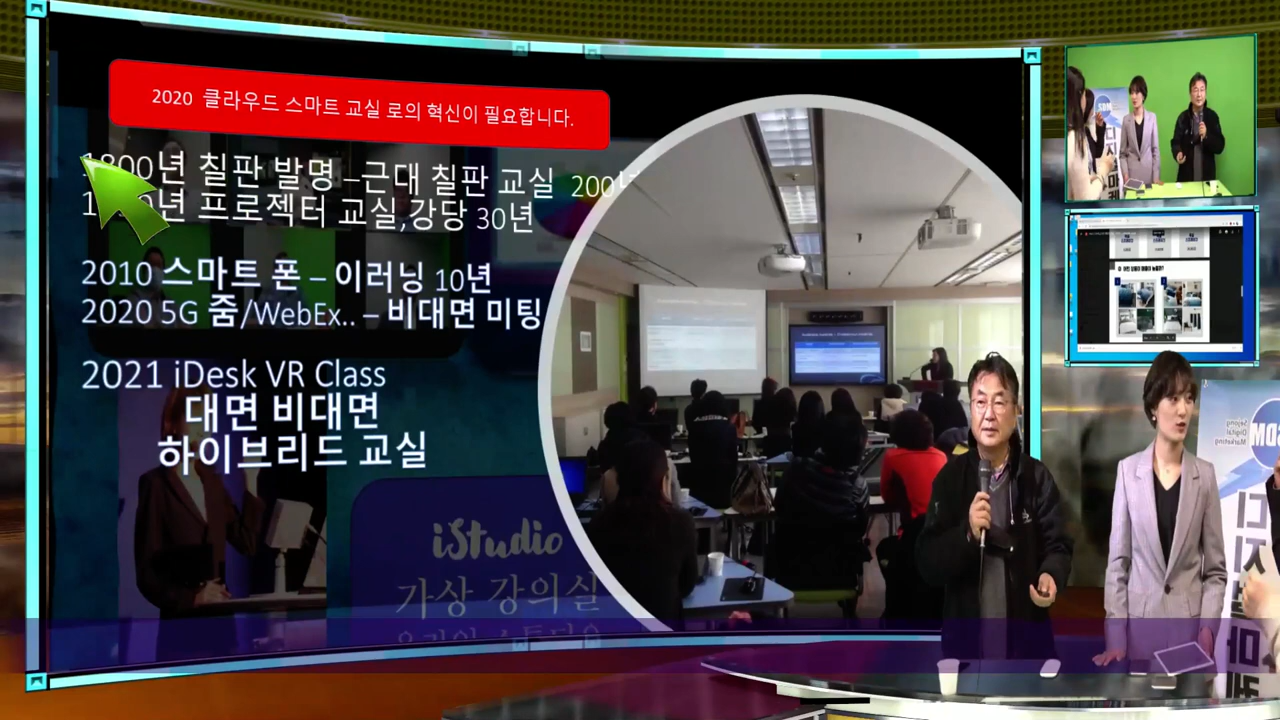 2020 클라우드 스마트 교실 로의 혁신이 필요합니다.
년 칠판 발명 –근대 칠판 교실
년 프로젝터 교실,강당 30년
2010 스마트 폰 – 이러닝 10년
2020 5G 줌/WebEx.. – 비대면 미팅
2021 iDesk VR Class
대면 비대면
하이브리드 교실
iStudio
가상 강의실
Sejong
Digital
Marketing
SDM